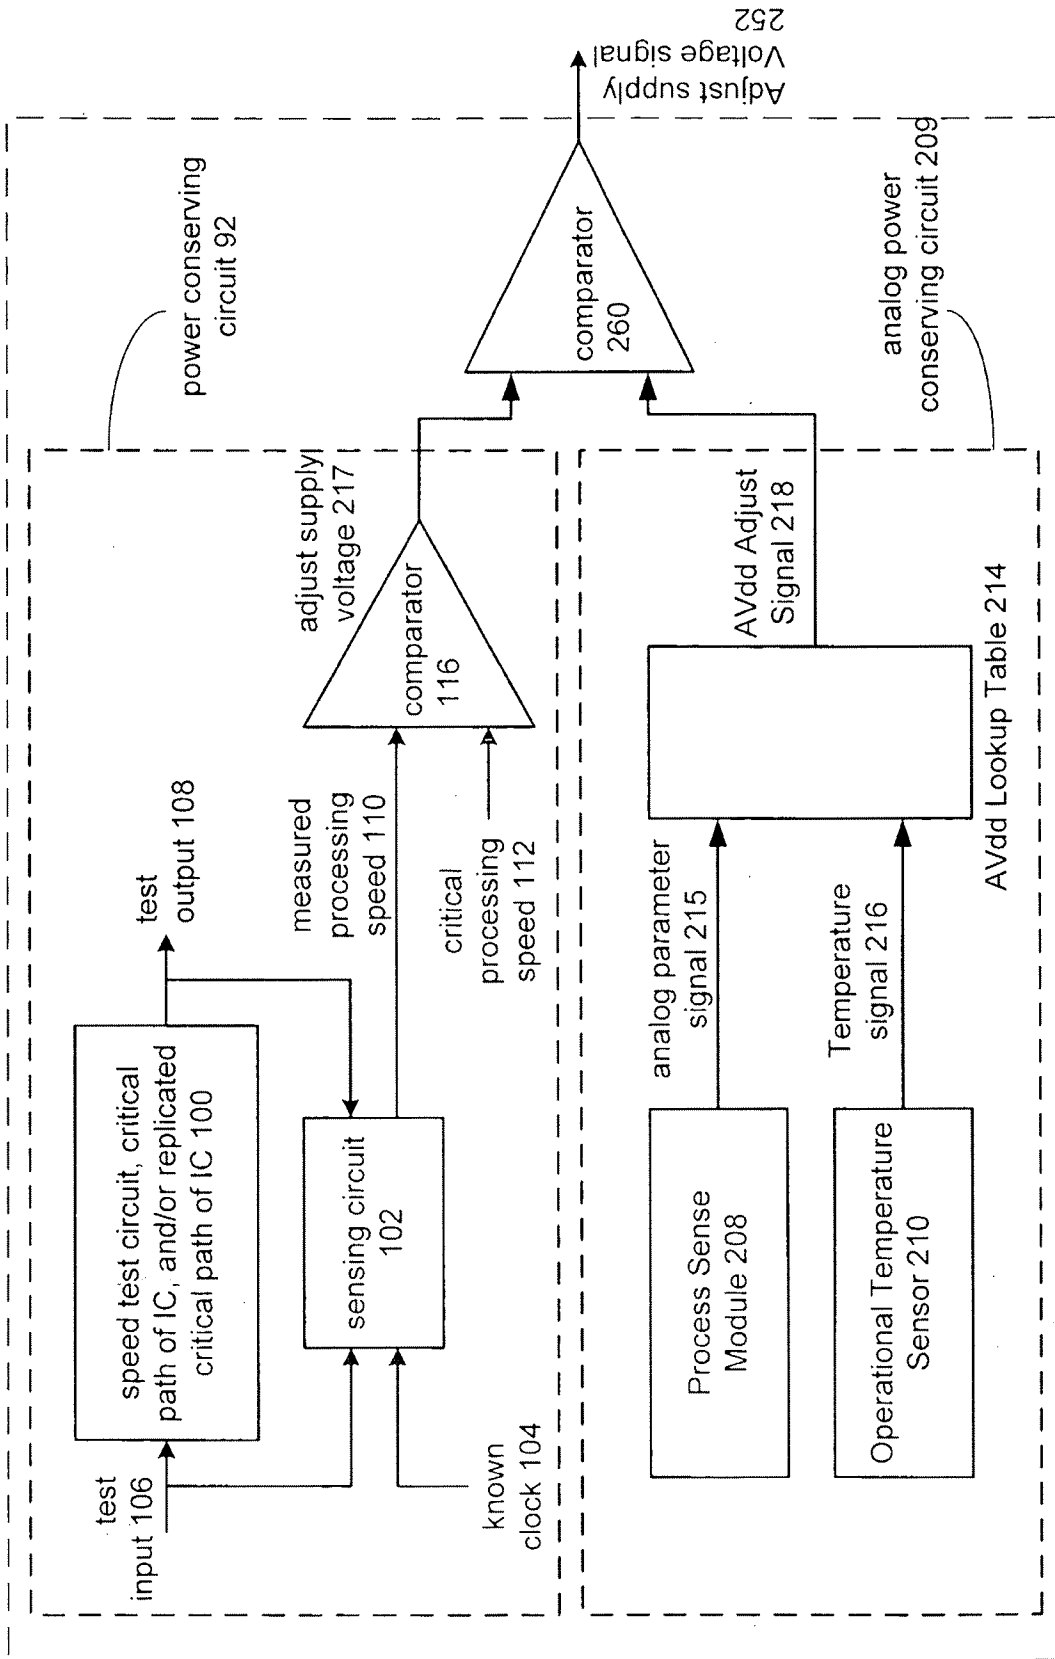 power conserving
circuit 92
test
input 106
speed test circuit, critical
path of IC, and/or replicated
critical path of IC 100
test
output 108
known
clock 104
sensing circuit
102
measured
processing
speed 110
critical
processing
speed 112
comparator
116
adjust supply
voltage 217
comparator
260
Adjust supply
Voltage signal
252
analog power
conserving circuit 209
Process Sense
Module 208
analog parameter
signal 215
Operational Temperature
Sensor 210
Temperature
signal 216
AVdd Adjust
Signal 218
AVdd Lookup Table 214